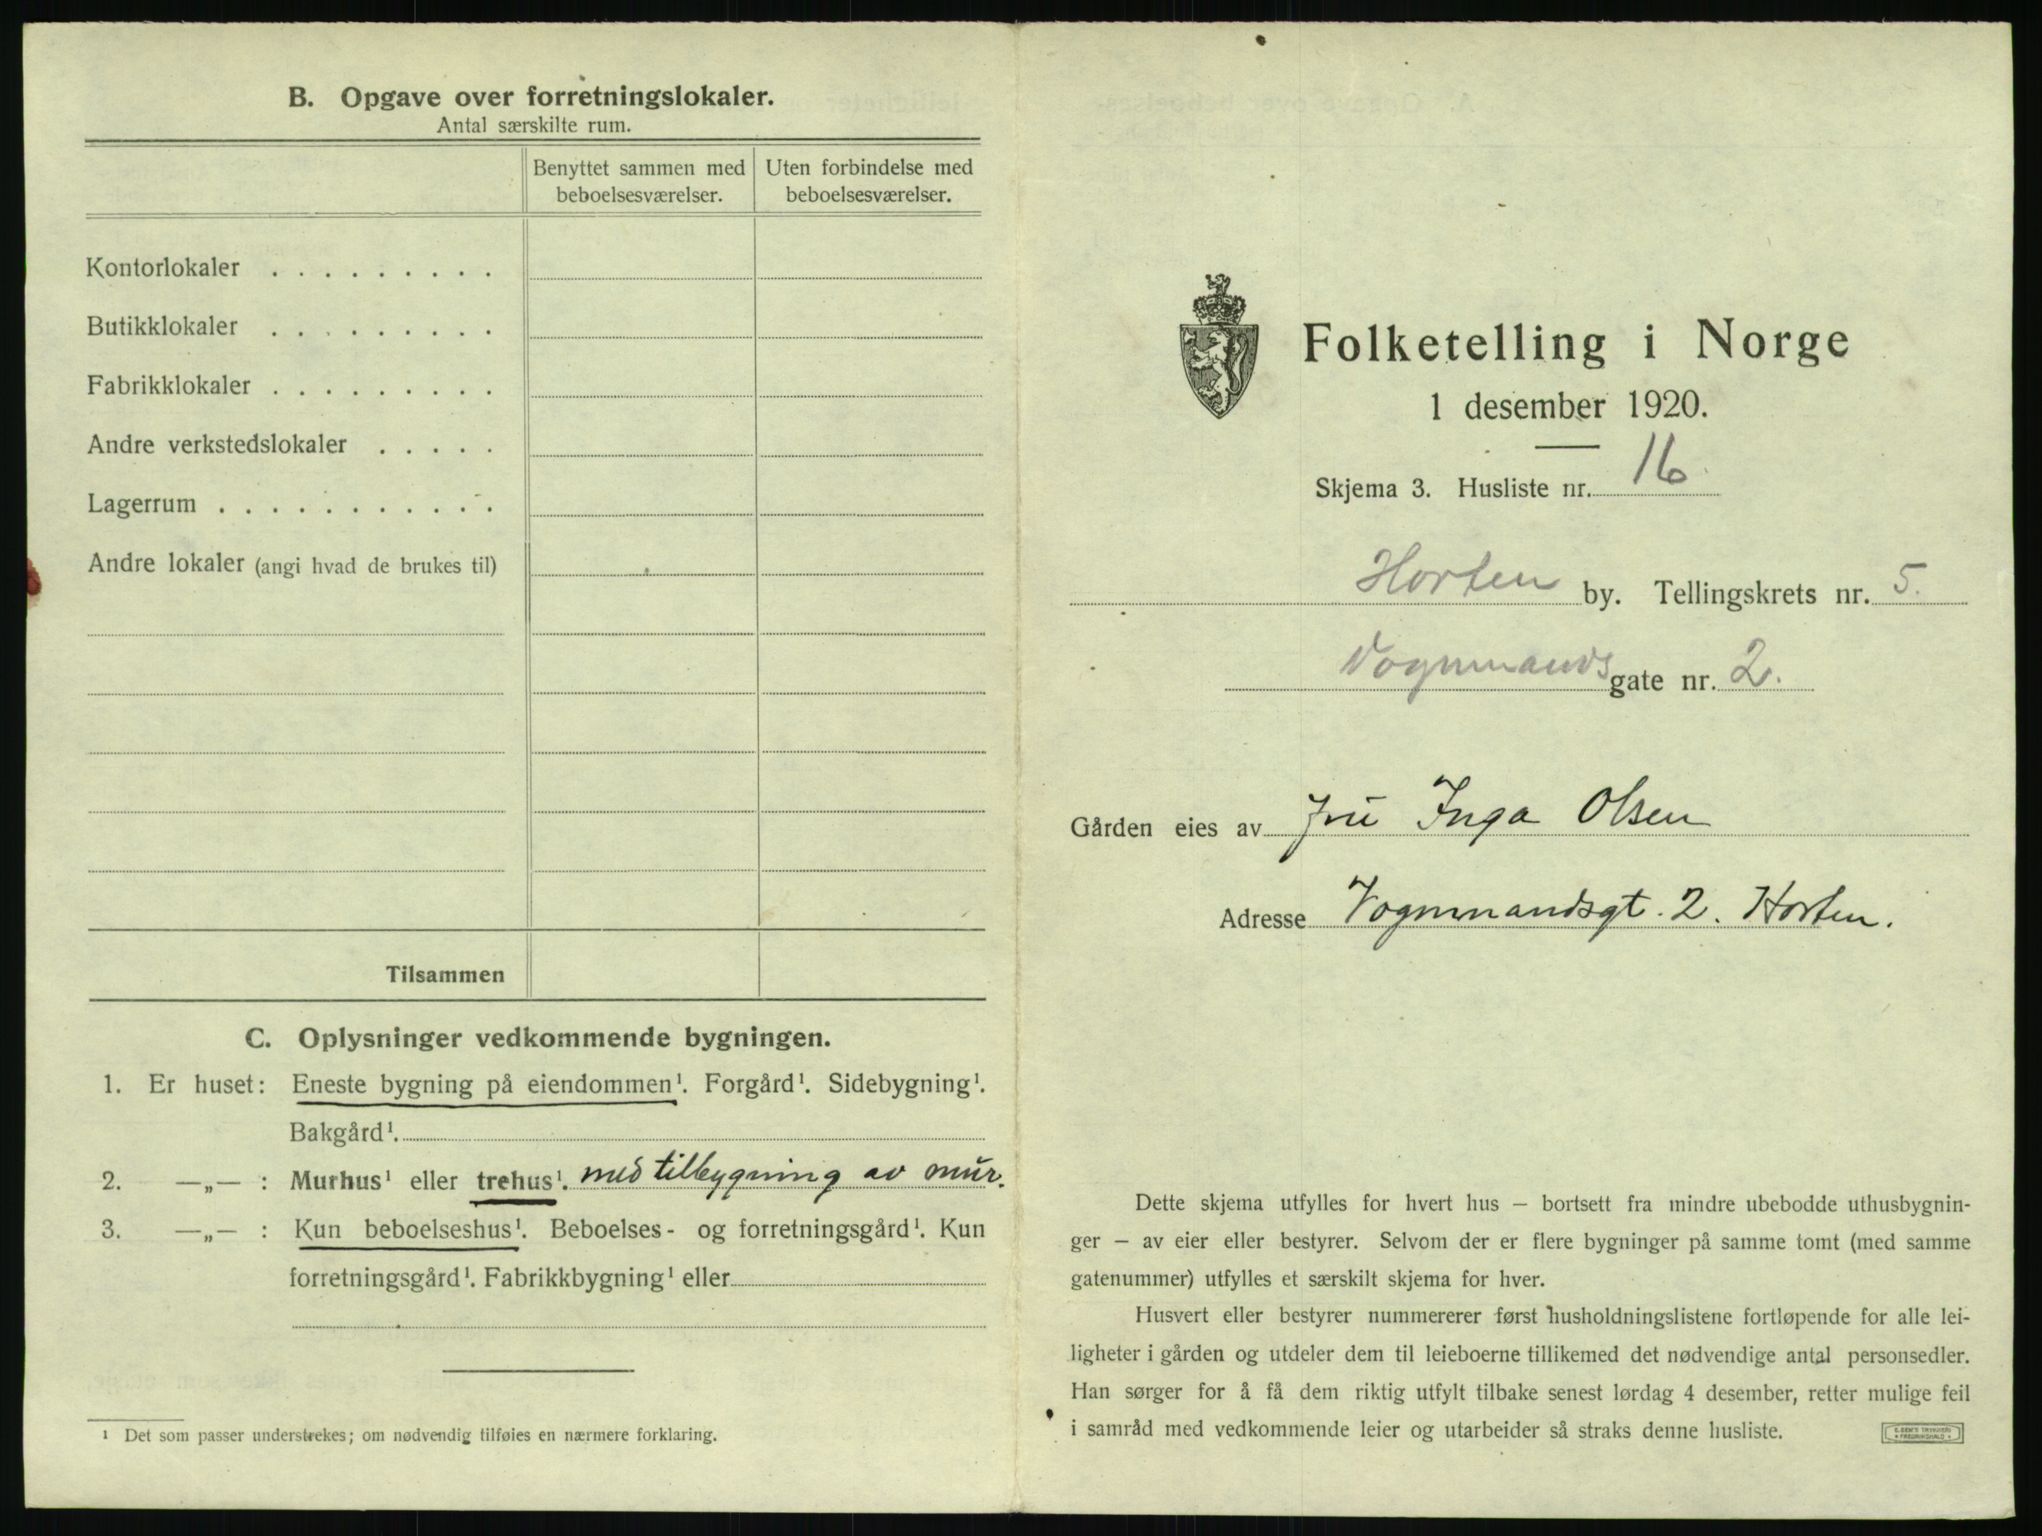 B. Opgave over forretningslokaler.
Antal særskilte rum.
Benyttet sammen med beboelsesværelser.
Uten forbindelse med beboelsesværelser.
Kontorlokaler . . . . . . . . .
Butikklokaler . . . . . . . . .
Fabrikklokaler . . . . . . . . .
Andre verkstedslokaler . . . . .
Lagerrum . . . . . . . . . . .
Andre lokaler (angi hvad de brukes til)
Tilsammen
C. Oplysninger vedkommende bygningen.
1. Er huset: Eneste bygning på eiendommen¹. Forgård¹. Sidebygning¹.
Bakgård¹.
2. —„— : Murhus¹ eller trehus¹. med tilbygning av mur.
3. —„— : Kun beboelseshus¹. Beboelses- og forretningsgård¹. Kun
forretningsgård¹. Fabrikkbygning¹ eller
¹ Det som passer understrekes; om nødvendig tilføies en nærmere forklaring.
Folketelling i Norge
1 desember 1920.
Skjema 3. Husliste nr. 16.
Horten by. Tellingskrets nr. 5.
Vognmandsgate nr. 2.
Gården eies av Fru Inga Olsen
Adresse Vognmandsgt. 2. Horten.
Dette skjema utfylles for hvert hus – bortsett fra mindre ubebodde uthusbygnin-
ger – av eier eller bestyrer. Selvom der er flere bygninger på samme tomt (med samme
gatenummer) utfylles et særskilt skjema for hver.
Husvert eller bestyrer nummererer først husholdningslistene fortløpende for alle lei-
ligheter i gården og utdeler dem til leieboerne tillikemed det nødvendige antal personsedler.
Han sørger for å få dem riktig utfylt tilbake senest lørdag 4 desember, retter mulige feil
i samråd med vedkommende leier og utarbeider så straks denne husliste.